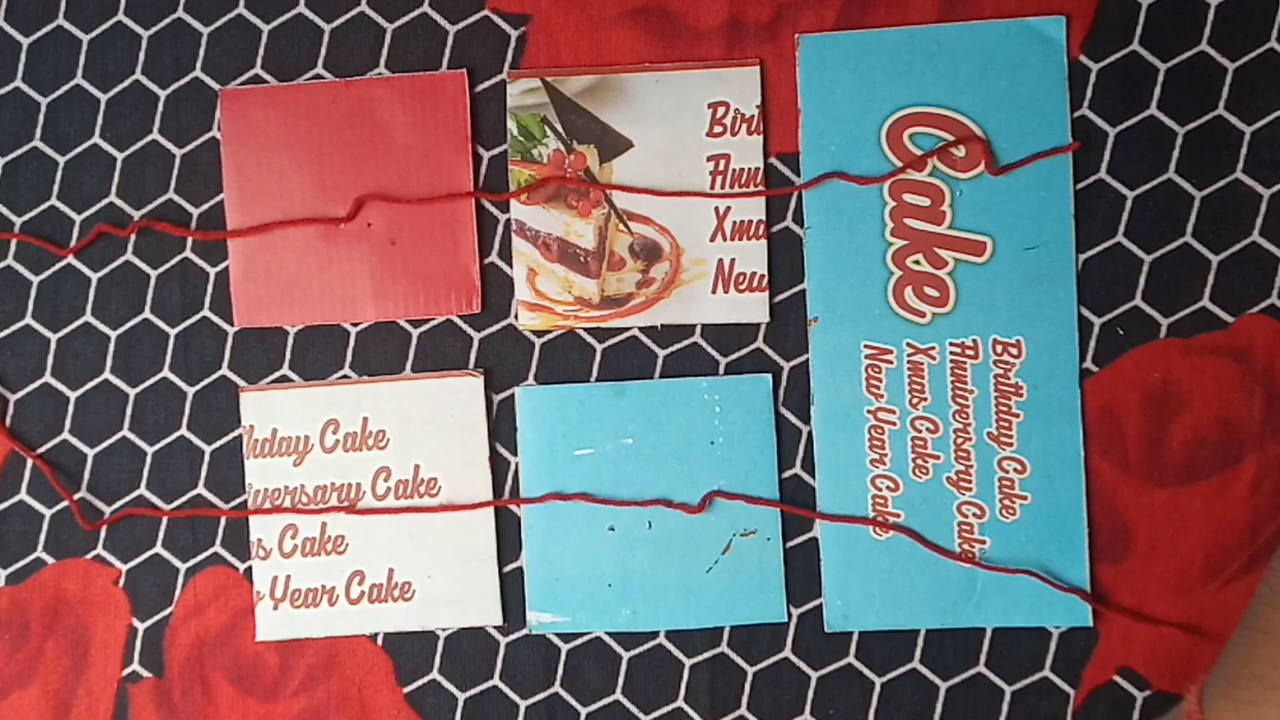 Birt
Ann
Xma
New
hday Cake
iversary Cake
as Cake
Year Cake
Cake
Birthday Cake
Anniversary Cake
Xmas Cake
New Year Cake